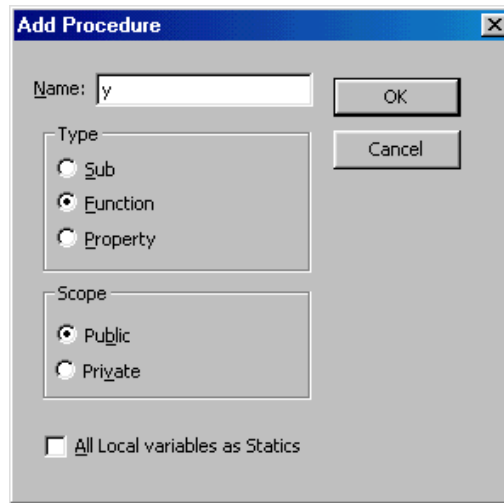 Add Procedure
Name: y
OK
Cancel
Type
Sub
Function
Property
Scope
Public
Private
All Local variables as Statics